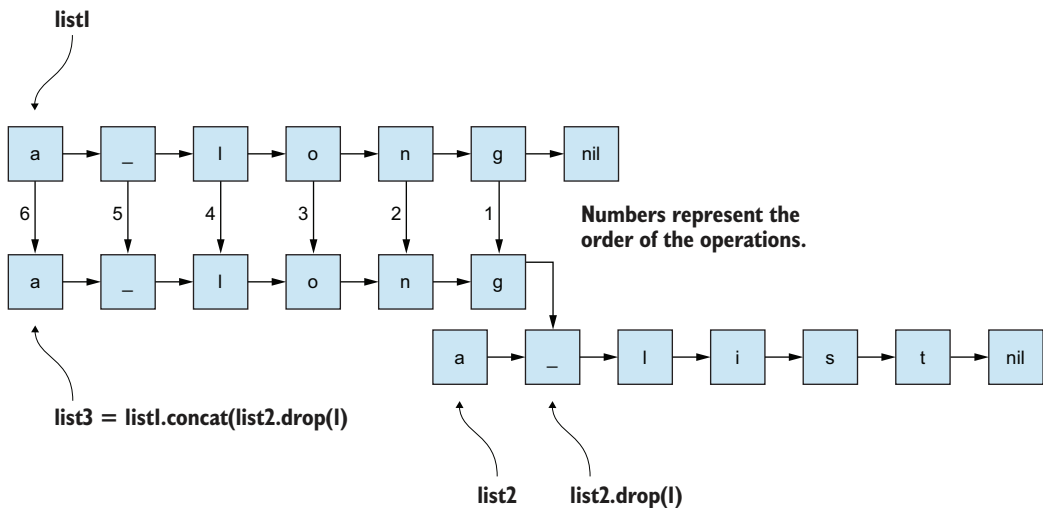 list1
a _ l o n g nil
6 5 4 3 2 1
Numbers represent the
order of the operations.
a _ l o n g
a _ l i s t nil
list3 = list1.concat(list2.drop(1)
list2 list2.drop(1)